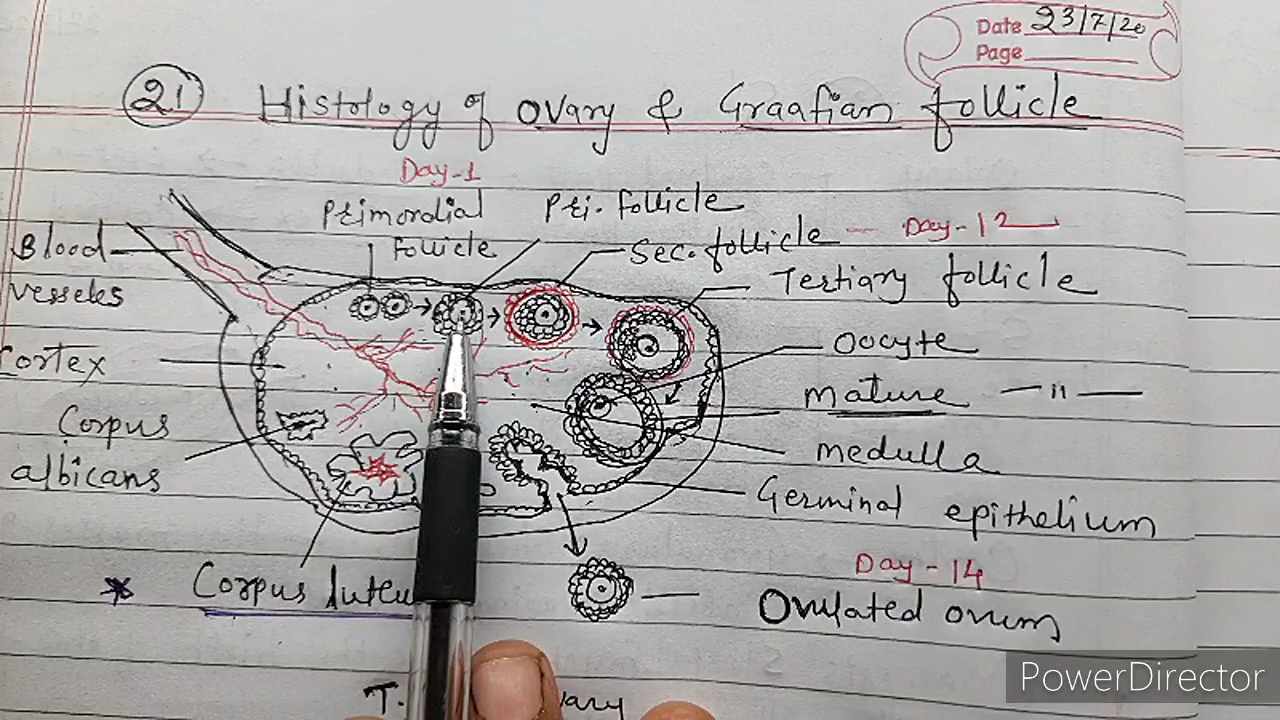 Date 23/7/20
Page
21 Histology of Ovary & Graafian follicle
Day-1
Primordial follicle
Pri. follicle
Sec. follicle - Day-12
Tertiary follicle
Blood vessels
Oocyte
Cortex
mature —"—
Corpus albicans
medulla
Germinal epithelium
Day-14
* Corpus luteu
Ovulated ovum
T.
vary
PowerDirector